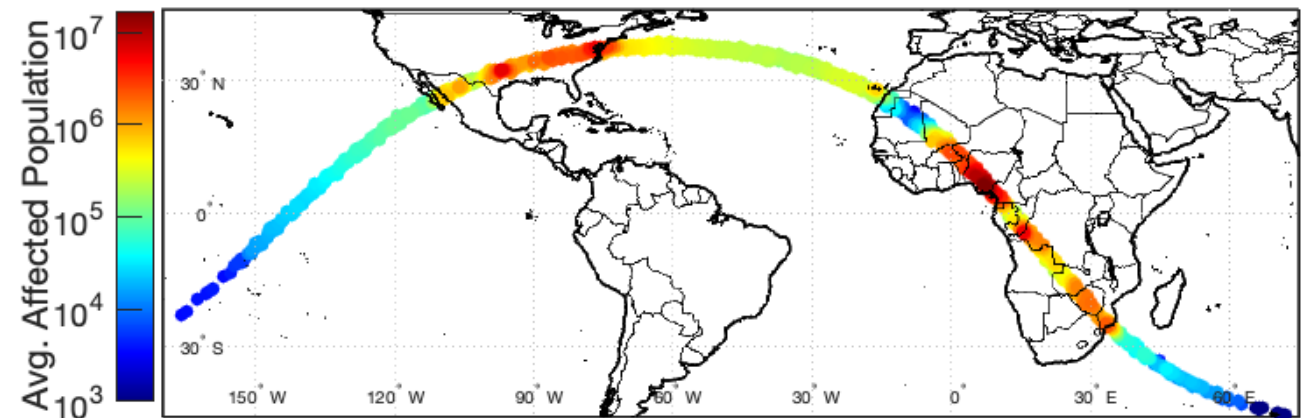 Avg. Affected Population
10^7
10^6
10^5
10^4
10^3
30° N
0°
30° S
150° W
120° W
90° W
60° W
30° W
0°
30° E
60° E